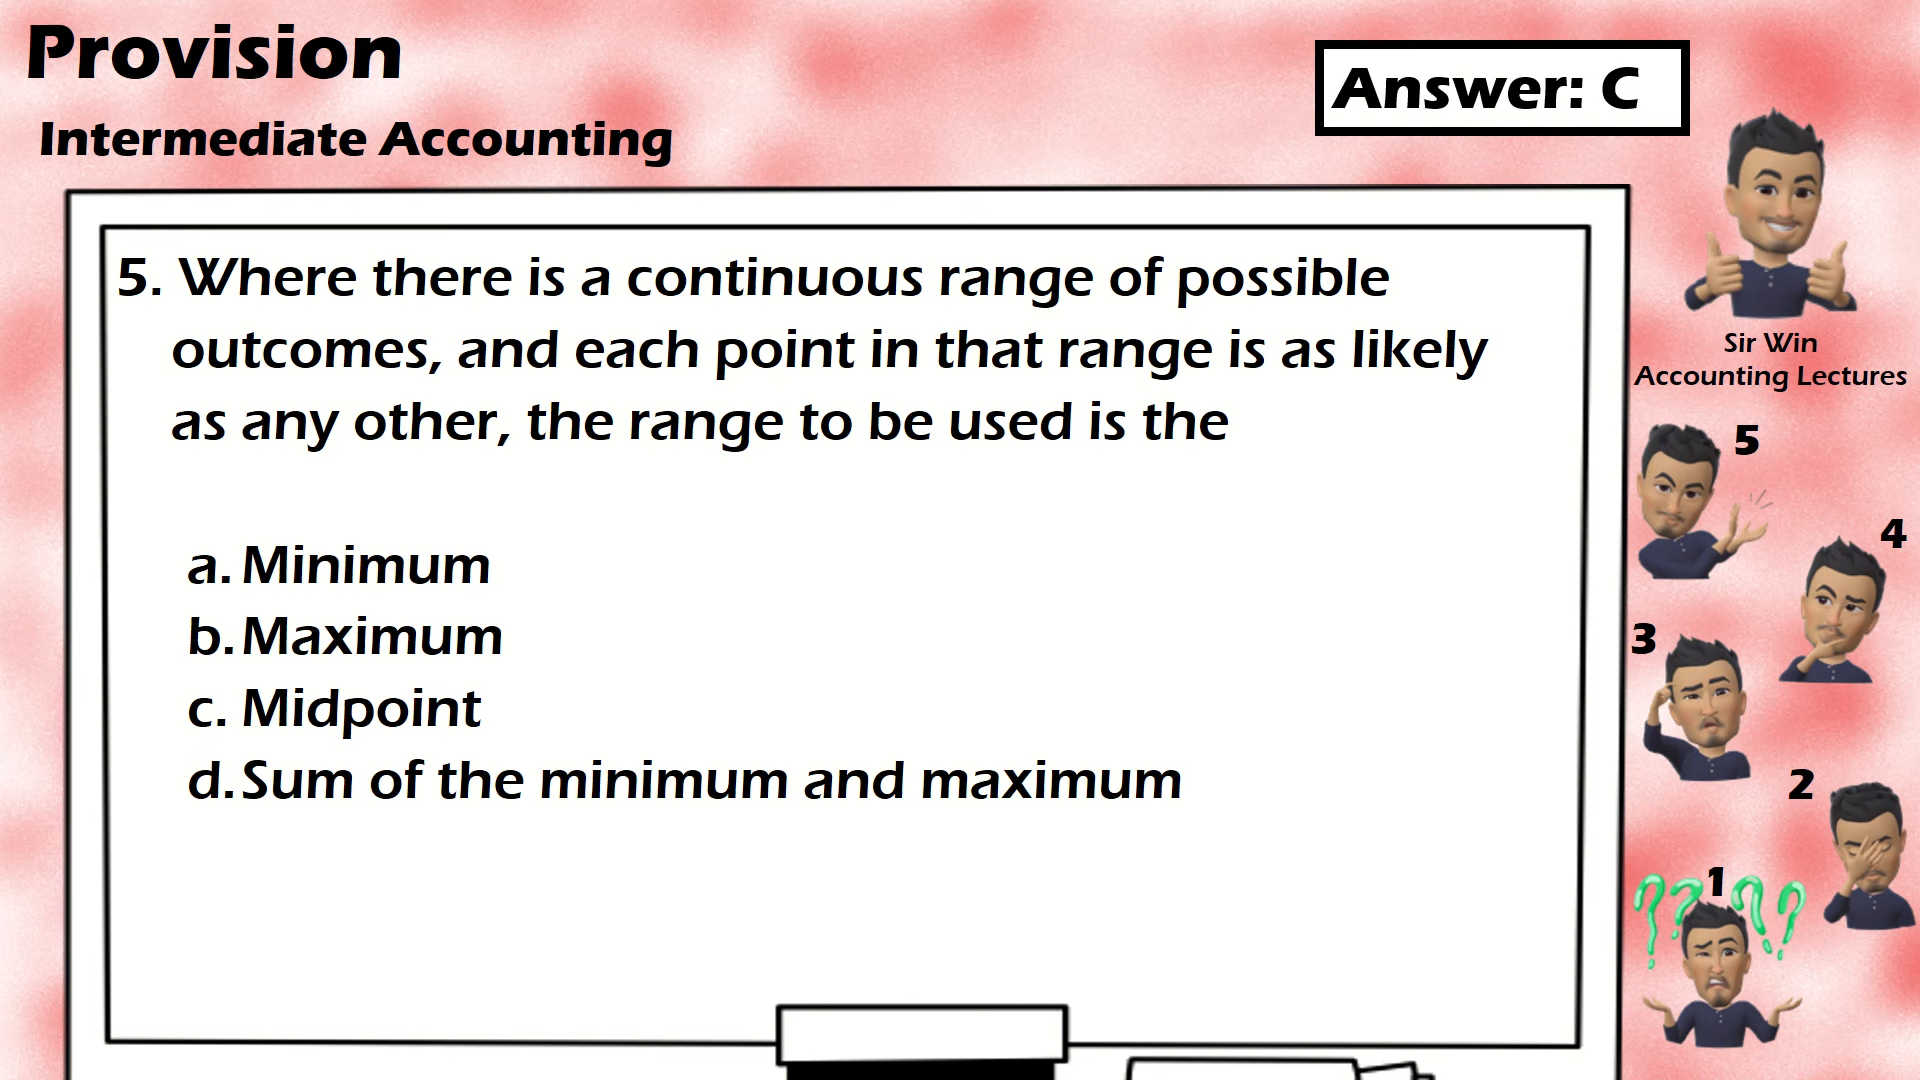 Provision
Intermediate Accounting
Answer: C
5. Where there is a continuous range of possible
outcomes, and each point in that range is as likely
as any other, the range to be used is the
a. Minimum
b. Maximum
c. Midpoint
d. Sum of the minimum and maximum
Sir Win
Accounting Lectures
5
4
3
2
1
????